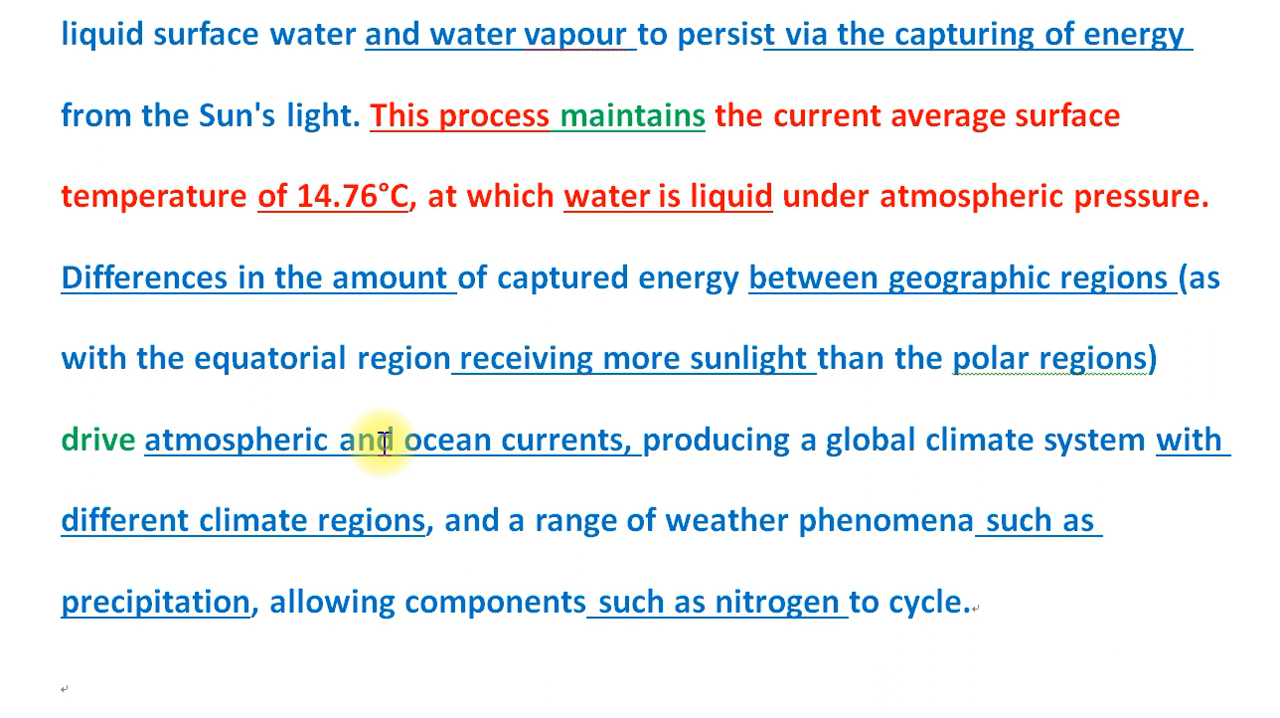 liquid surface water and water vapour to persist via the capturing of energy
from the Sun's light. This process maintains the current average surface
temperature of 14.76°C, at which water is liquid under atmospheric pressure.
Differences in the amount of captured energy between geographic regions (as
with the equatorial region receiving more sunlight than the polar regions)
drive atmospheric and ocean currents, producing a global climate system with
different climate regions, and a range of weather phenomena such as
precipitation, allowing components such as nitrogen to cycle.